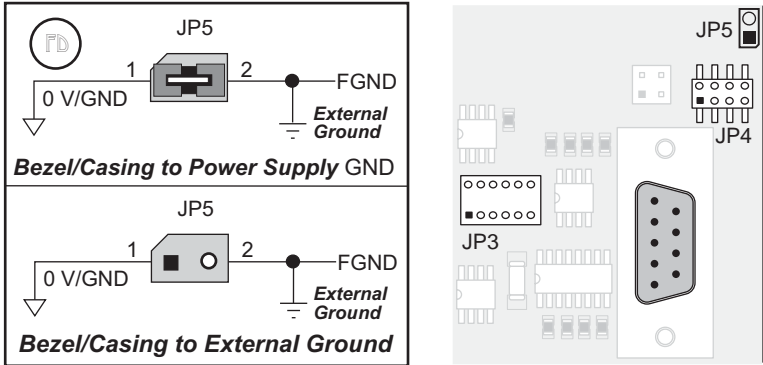 FD
JP5
1 2
0 V/GND
FGND
External
Ground
Bezel/Casing to Power Supply GND
JP5
1 2
0 V/GND
FGND
External
Ground
Bezel/Casing to External Ground
JP5
JP4
JP3